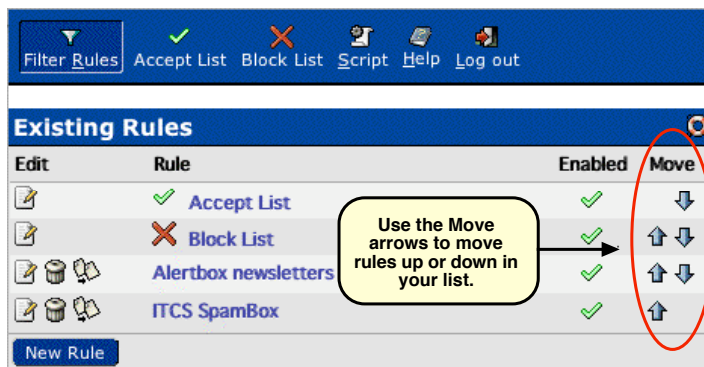 Filter Rules Accept List Block List Script Help Log out
Existing Rules
Edit Rule Enabled Move
Accept List
Block List
Alertbox newsletters
ITCS SpamBox
Use the Move
arrows to move
rules up or down in
your list.
New Rule